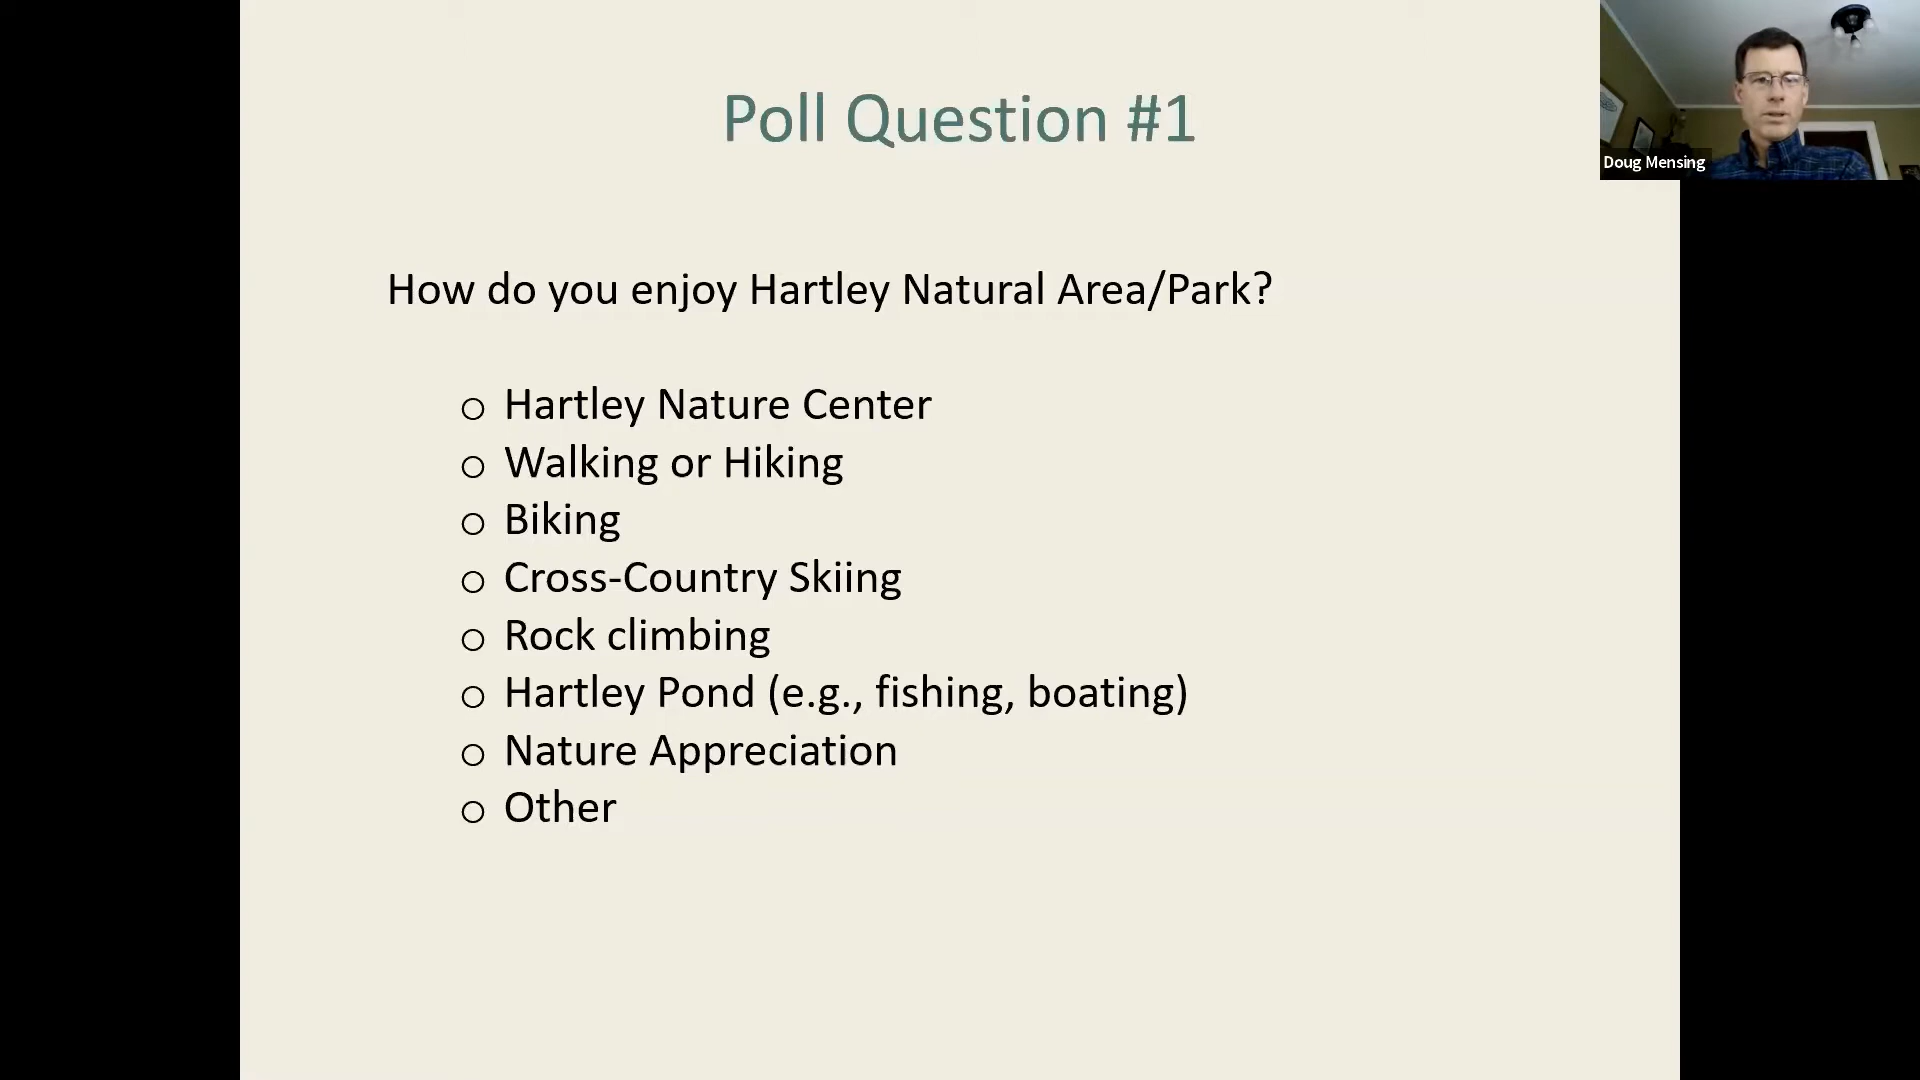 Poll Question #1
Doug Mensing
How do you enjoy Hartley Natural Area/Park?
Hartley Nature Center
Walking or Hiking
Biking
Cross-Country Skiing
Rock climbing
Hartley Pond (e.g., fishing, boating)
Nature Appreciation
Other